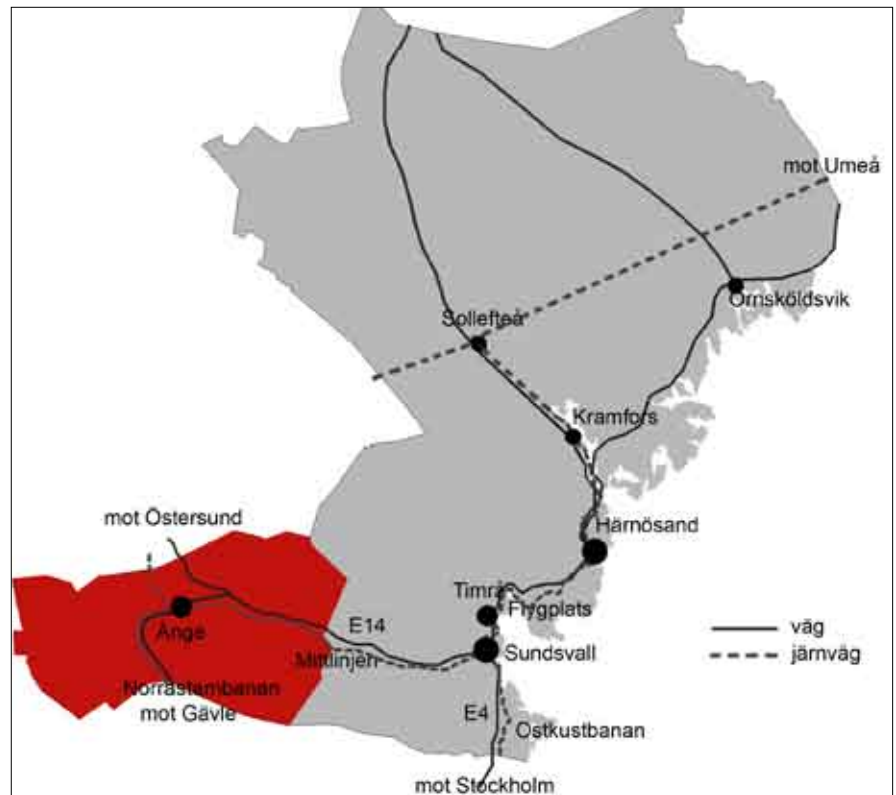 mot Umeå
Ornsköldsvik
Sollefteå
Kramfors
mot Östersund
Härnösand
Timrå
Flygplats
Ånge
E14
väg
järnväg
Mittlinjen
Sundsvall
Norrastambanan
mot Gävle
E4
Ostkustbanan
mot Stockholm